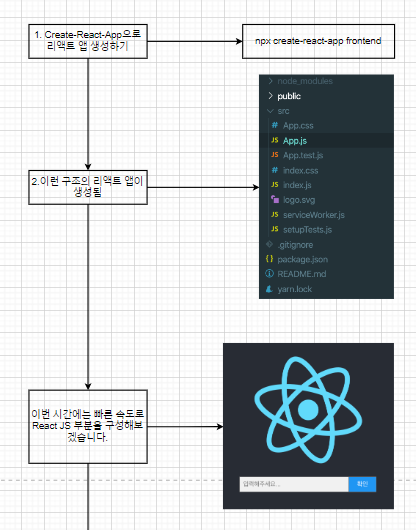 1. Create-React-App으로
리액트 앱 생성하기
npx create-react-app frontend
node_modules
public
src
App.css
App.js
App.test.js
index.css
index.js
logo.svg
serviceWorker.js
setupTests.js
.gitignore
package.json
README.md
yarn.lock
2.이런 구조의 리액트 앱이
생성됨
이번 시간에는 빠른 속도로
React JS 부분을 구성해보
겠습니다.
입력해주세요...
확인